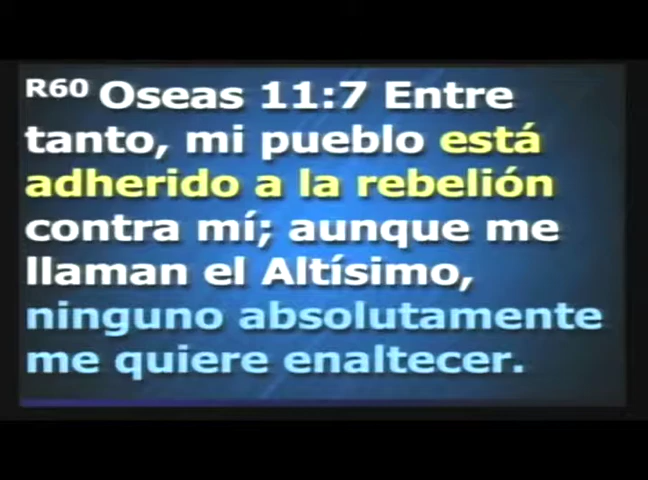 R60 Oseas 11:7 Entre
tanto, mi pueblo está
adherido a la rebelión
contra mí; aunque me
llaman el Altísimo,
ninguno absolutamente
me quiere enaltecer.